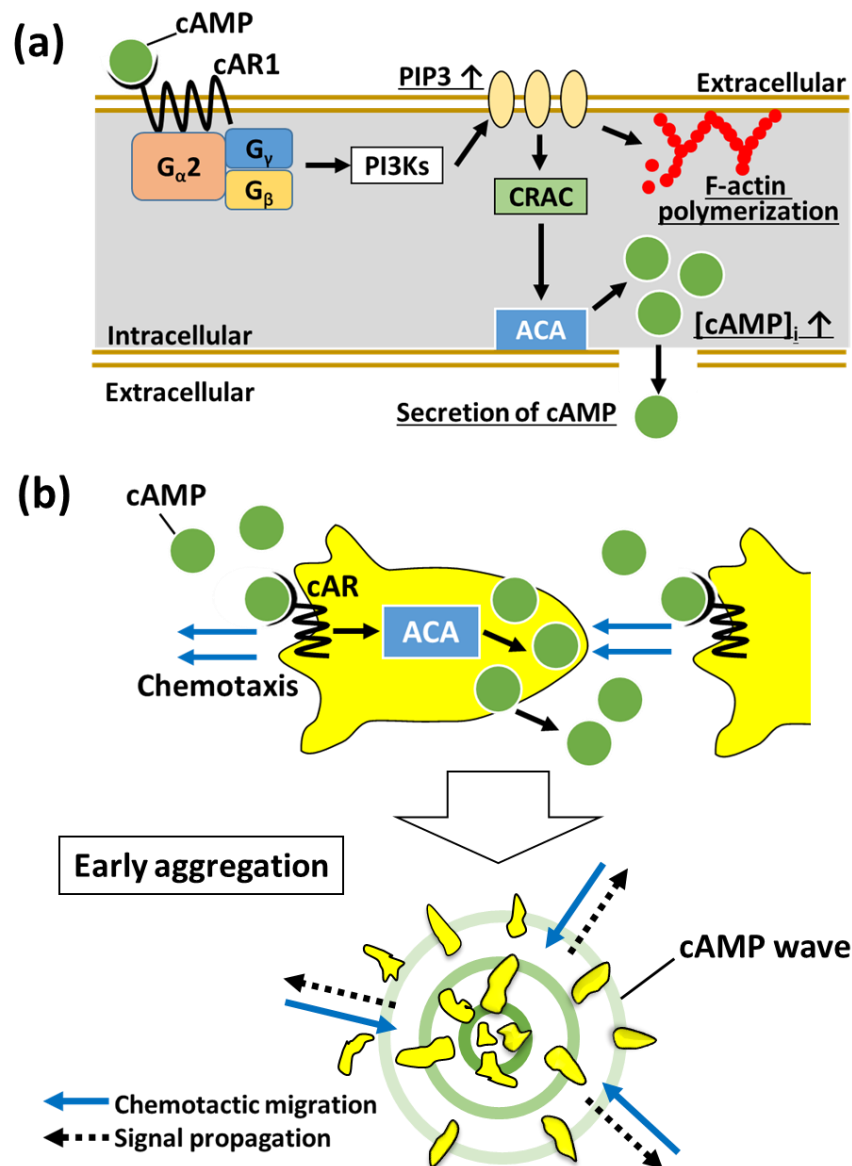 (a)
cAMP
cAR1
PIP3 ↑
Extracellular
Gα2
Gγ
Gβ
PI3Ks
CRAC
F-actin
polymerization
ACA
[cAMP]i ↑
Intracellular
Extracellular
Secretion of cAMP
(b)
cAMP
cAR
ACA
Chemotaxis
Early aggregation
cAMP wave
Chemotactic migration
Signal propagation